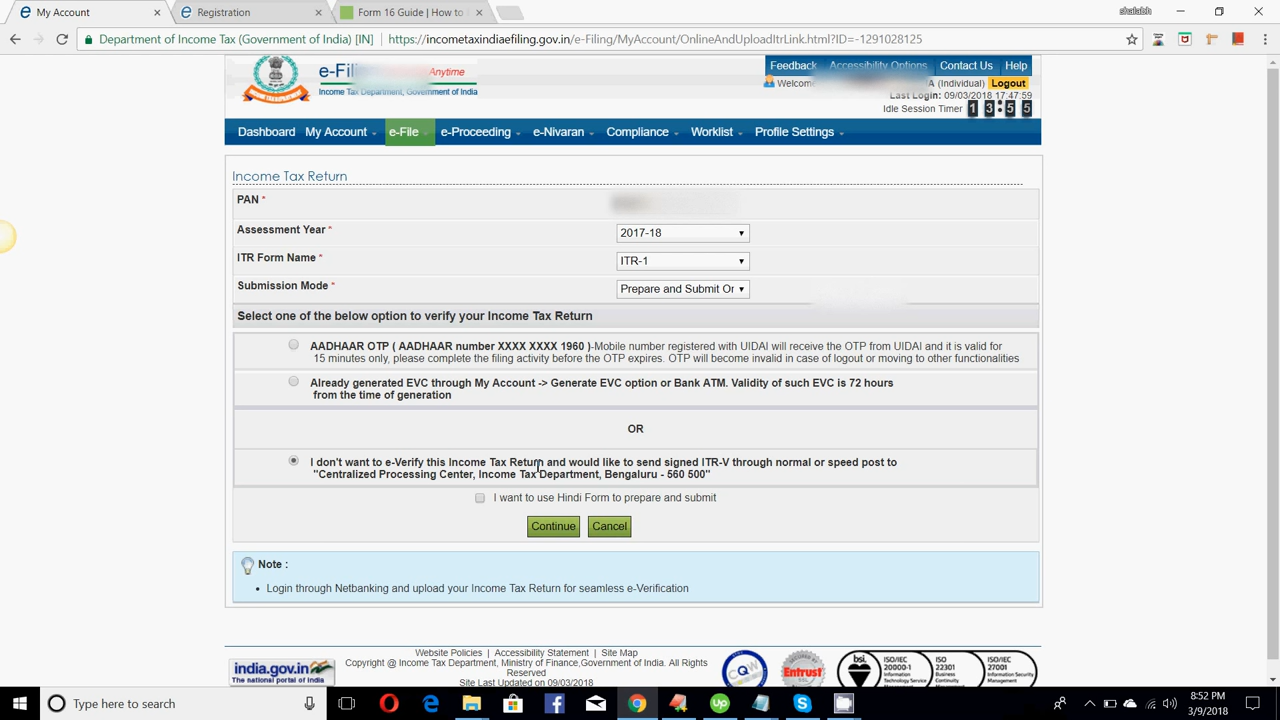 My Account
Registration
Form 16 Guide | How to
shalabh
Department of Income Tax (Government of India) [IN]
https://incometaxindiaefiling.gov.in/e-Filing/MyAccount/OnlineAndUploadItrLink.html?ID=-1291028125
Feedback Accessibility Options Contact Us Help
e-Fil Anytime
Income Tax Department, Government of India
Welcome A (Individual) Logout
Last Login: 09/03/2018 17:47:59
Idle Session Timer 1 3 : 5 5
Dashboard My Account e-File e-Proceeding e-Nivaran Compliance Worklist Profile Settings
Income Tax Return
PAN *
Assessment Year * 2017-18
ITR Form Name * ITR-1
Submission Mode * Prepare and Submit Or
Select one of the below option to verify your Income Tax Return
AADHAAR OTP ( AADHAAR number XXXX XXXX 1960 )-Mobile number registered with UIDAI will receive the OTP from UIDAI and it is valid for
15 minutes only, please complete the filing activity before the OTP expires. OTP will become invalid in case of logout or moving to other functionalities
Already generated EVC through My Account -> Generate EVC option or Bank ATM. Validity of such EVC is 72 hours
from the time of generation
OR
I don't want to e-Verify this Income Tax Return and would like to send signed ITR-V through normal or speed post to
"Centralized Processing Center, Income Tax Department, Bengaluru - 560 500"
I want to use Hindi Form to prepare and submit
Continue Cancel
Note :
• Login through Netbanking and upload your Income Tax Return for seamless e-Verification
Website Policies | Accessibility Statement | Site Map
Copyright @ Income Tax Department, Ministry of Finance,Government of India. All Rights
Reserved
Site Last Updated on 09/03/2018
india.gov.in
The national portal of India
CQW
Entrust
bsi.
ISO/IEC
20000-1
Information Technology Service Management
ISO
22301
Business Continuity Management
ISO/IEC
27001
Information Security Management
Type here to search
Up
8:52 PM
3/9/2018